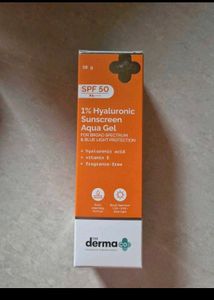 SPF 50
1% Hyaluronic
Sunscreen
Aqua Gel
FOR BROAD SPECTRUM
& BLUE LIGHT PROTECTION
• hyaluronic acid
• vitamin E
• fragrance-free
the
derma
co